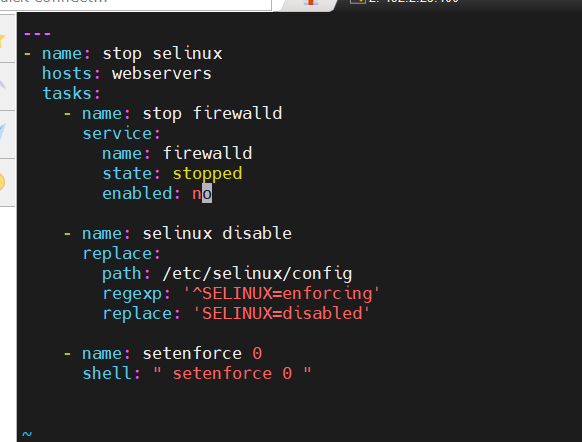 ---
- name: stop selinux
  hosts: webservers
  tasks:
    - name: stop firewalld
      service:
        name: firewalld
        state: stopped
        enabled: no

    - name: selinux disable
      replace:
        path: /etc/selinux/config
        regexp: '^SELINUX=enforcing'
        replace: 'SELINUX=disabled'

    - name: setenforce 0
      shell: " setenforce 0 "

~